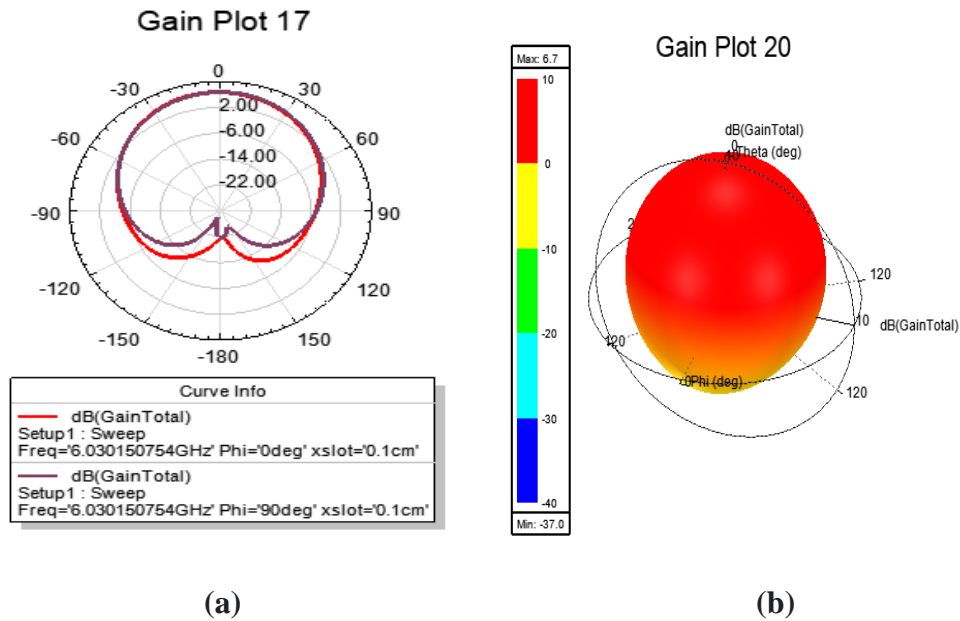 Gain Plot 17
0
-30
30
2.00
-60
-6.00
60
-14.00
-22.00
-90
90
-120
120
-150
150
-180
Curve Info
dB(GainTotal)
Setup1 : Sweep
Freq='6.030150754GHz' Phi='0deg' xslot='0.1cm'
dB(GainTotal)
Setup1 : Sweep
Freq='6.030150754GHz' Phi='90deg' xslot='0.1cm'
(a)
Gain Plot 20
Max: 6.7
10
0
-10
-20
-30
-40
Min: -37.0
dB(GainTotal)
0
Theta (deg)
120
10
dB(GainTotal)
120
0Phi (deg)
120
(b)